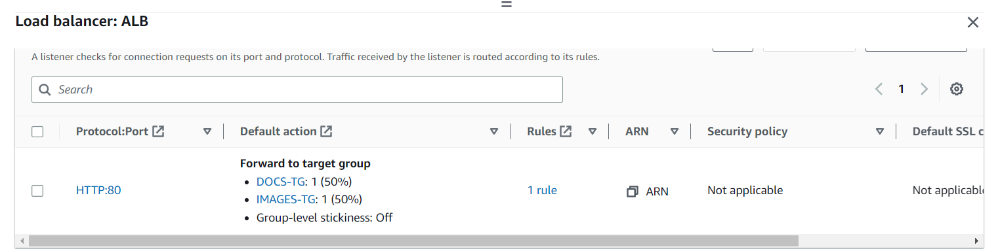 Load balancer: ALB
A listener checks for connection requests on its port and protocol. Traffic received by the listener is routed according to its rules.
Search
1
Protocol:Port Default action Rules ARN Security policy Default SSL c
Forward to target group
DOCS-TG: 1 (50%)
HTTP:80 IMAGES-TG: 1 (50%) 1 rule ARN Not applicable Not applicabl
Group-level stickiness: Off